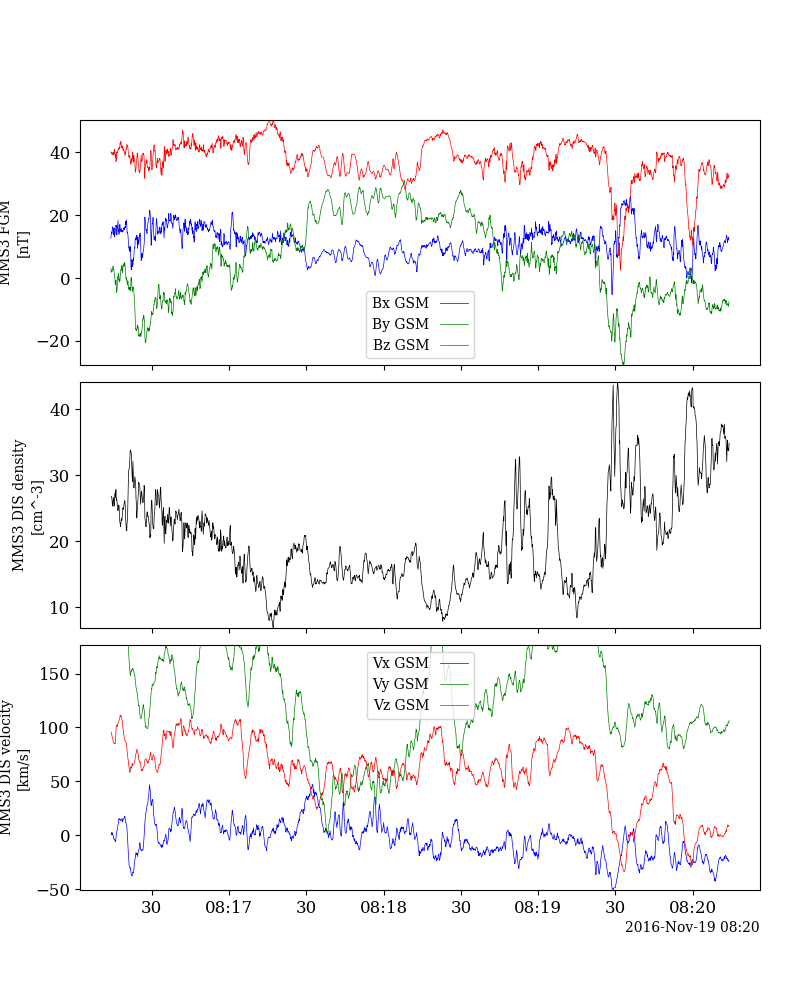 40
20
0
−20
MMS3 FGM
[nT]
Bx GSM
By GSM
Bz GSM
40
30
20
10
MMS3 DIS density
[cm^-3]
150
100
50
0
−50
MMS3 DIS velocity
[km/s]
Vx GSM
Vy GSM
Vz GSM
30 08:17 30 08:18 30 08:19 30 08:20
2016-Nov-19 08:20